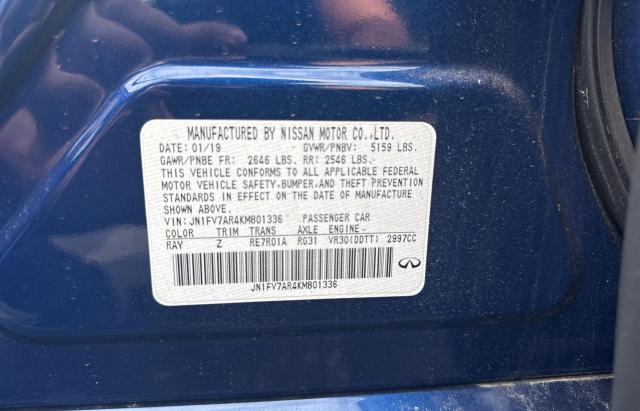 MANUFACTURED BY NISSAN MOTOR CO.,LTD.
DATE: 01/19 GVWR/PNBV: 5159 LBS.
GAWR/PNBE FR: 2646 LBS. RR: 2546 LBS.
THIS VEHICLE CONFORMS TO ALL APPLICABLE FEDERAL
MOTOR VEHICLE SAFETY,BUMPER,AND THEFT PREVENTION
STANDARDS IN EFFECT ON THE DATE OF MANUFACTURE
SHOWN ABOVE.
VIN: JN1FV7AR4KM801336 PASSENGER CAR
COLOR TRIM TRANS AXLE ENGINE
RAY Z RE7R01A RG31 VR30(DDTT) 2997CC
JN1FV7AR4KM801336